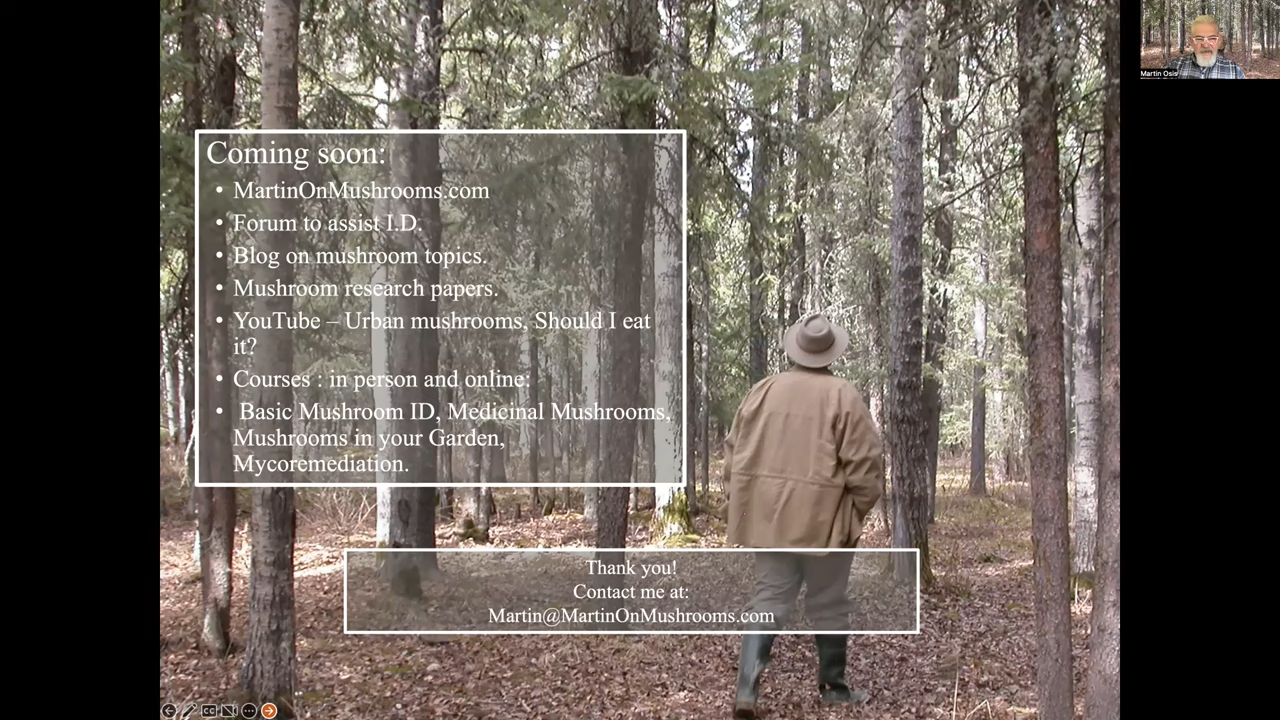 Coming soon:
• MartinOnMushrooms.com
• Forum to assist I.D.
• Blog on mushroom topics.
• Mushroom research papers.
• YouTube – Urban mushrooms, Should I eat
it?
• Courses : in person and online:
• Basic Mushroom ID, Medicinal Mushrooms,
Mushrooms in your Garden,
Mycoremediation.
Thank you!
Contact me at:
Martin@MartinOnMushrooms.com
Martin Osis
CC